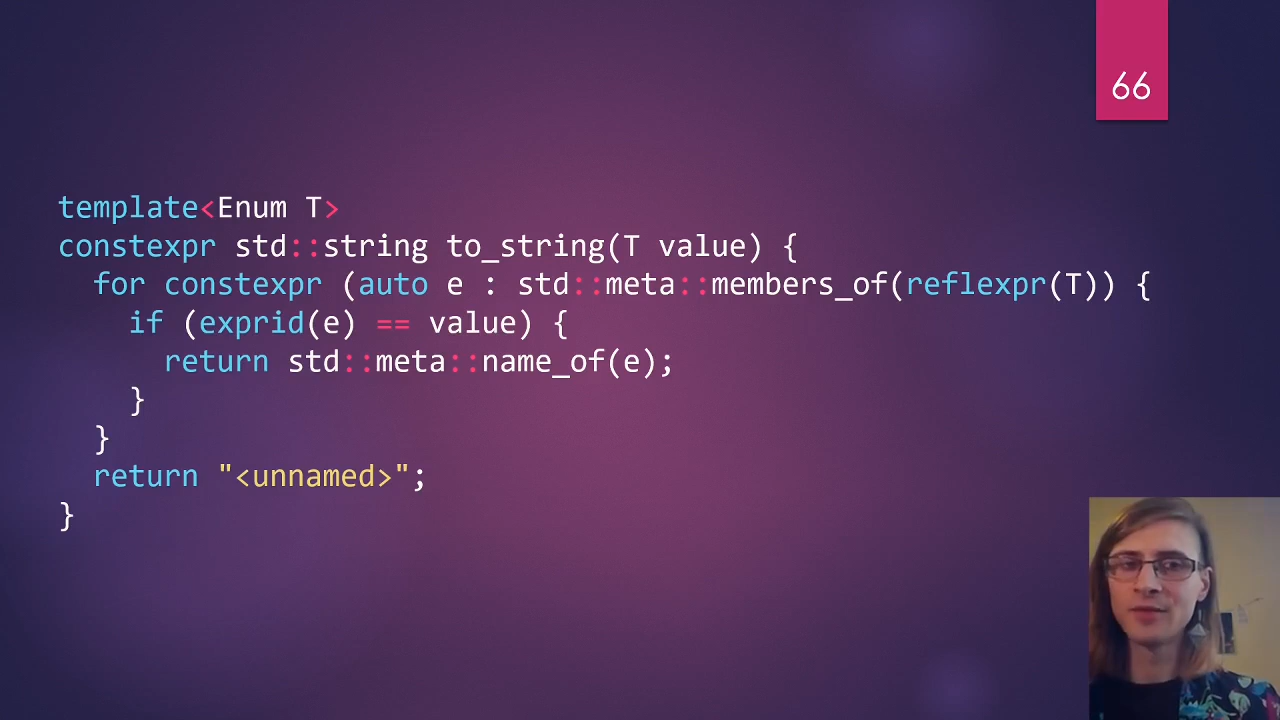 66
template<Enum T>
constexpr std::string to_string(T value) {
  for constexpr (auto e : std::meta::members_of(reflexpr(T)) {
    if (exprid(e) == value) {
      return std::meta::name_of(e);
    }
  }
  return "<unnamed>";
}